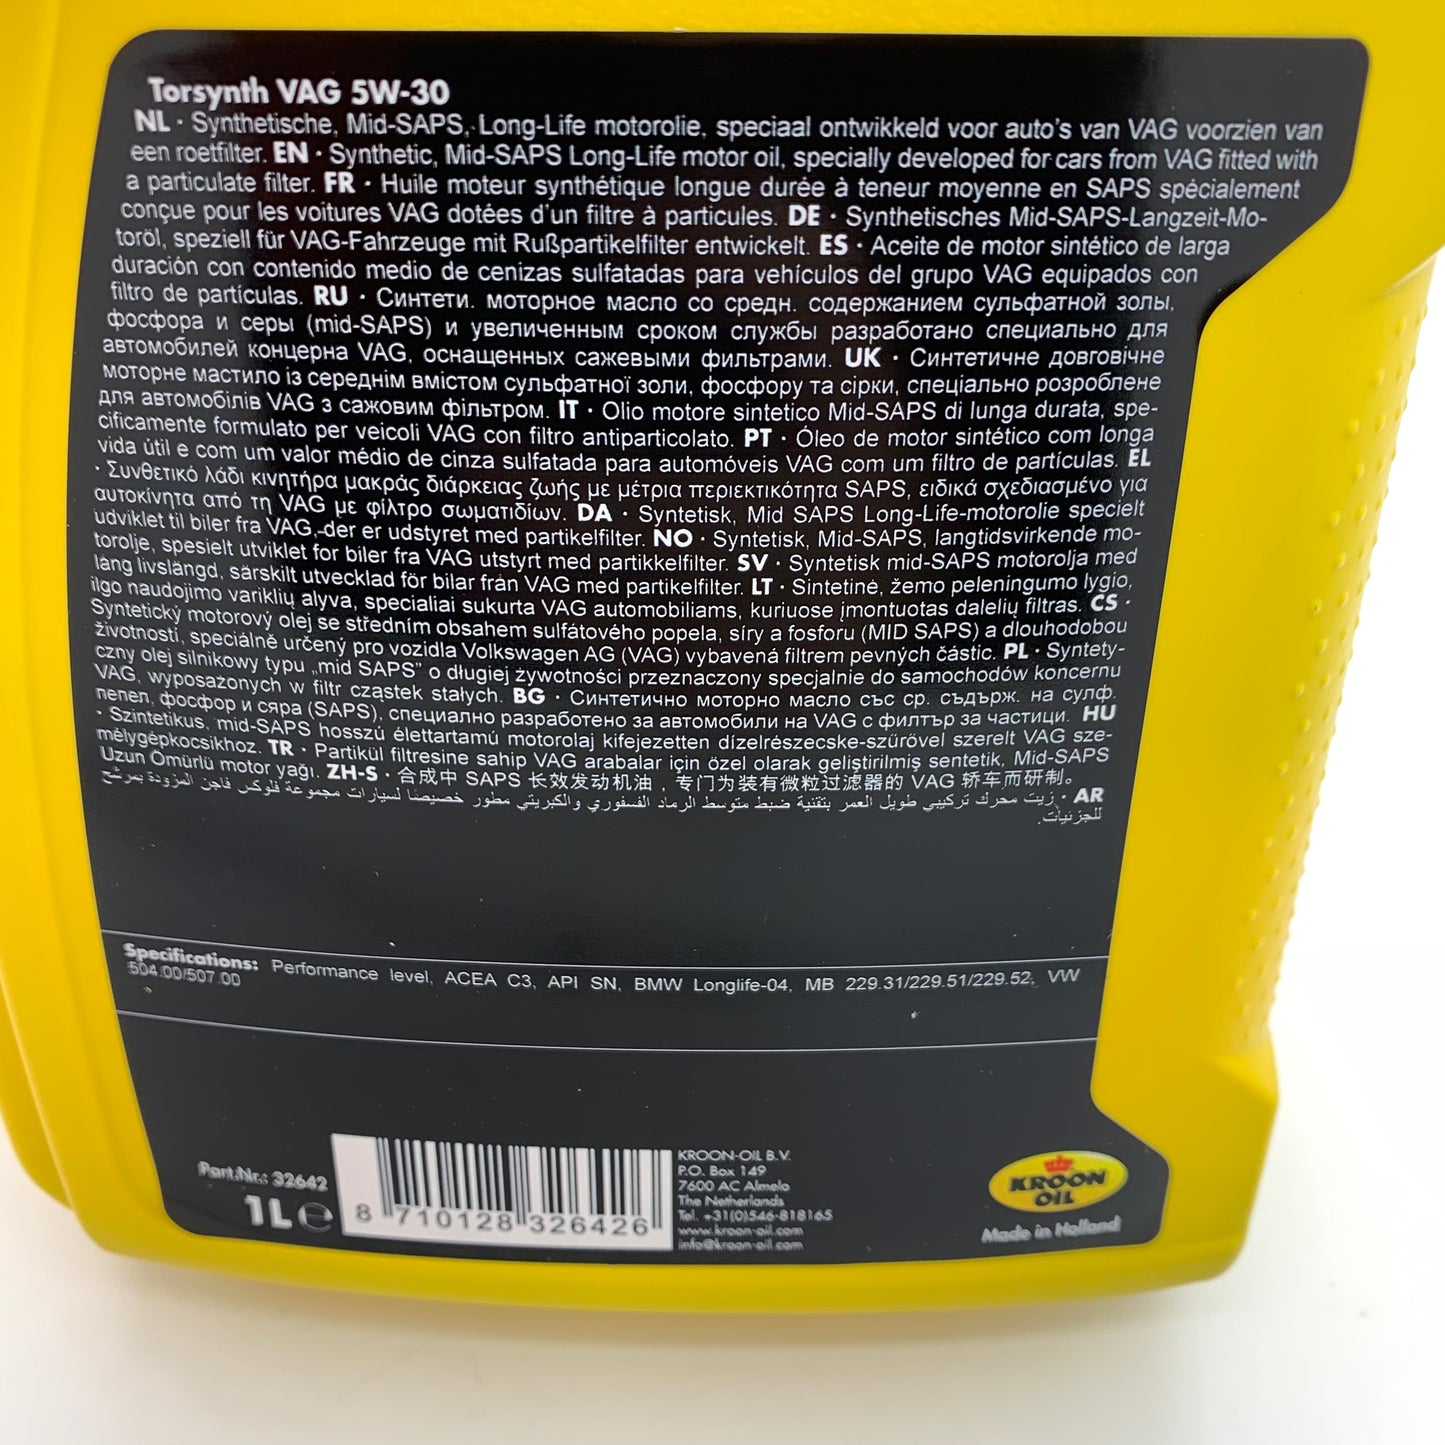 Torsynth VAG 5W-30
NL · Synthetische, Mid-SAPS, Long-Life motorolie, speciaal ontwikkeld voor auto's van VAG voorzien van
een roetfilter. EN · Synthetic, Mid-SAPS Long-Life motor oil, specially developed for cars from VAG fitted with
a particulate filter. FR · Huile moteur synthétique longue durée à teneur moyenne en SAPS spécialement
conçue pour les voitures VAG dotées d'un filtre à particules. DE · Synthetisches Mid-SAPS-Langzeit-Mo-
toröl, speziell für VAG-Fahrzeuge mit Rußpartikelfilter entwickelt. ES · Aceite de motor sintético de larga
duración con contenido medio de cenizas sulfatadas para vehículos del grupo VAG equipados con
filtro de partículas. RU · Синтети. моторное масло со средн. содержанием сульфатной золы,
фосфора и серы (mid-SAPS) и увеличенным сроком службы разработано специально для
автомобилей концерна VAG, оснащенных сажевыми фильтрами. UK · Синтетичне довговічне
моторне мастило із середнім вмістом сульфатної золи, фосфору та сірки, спеціально розроблене
для автомобілів VAG з сажовим фільтром. IT · Olio motore sintetico Mid-SAPS di lunga durata, spe-
cificamente formulato per veicoli VAG con filtro antiparticolato. PT · Óleo de motor sintético com longa
vida útil e com um valor médio de cinza sulfatada para automóveis VAG com um filtro de partículas. EL
· Συνθετικό λάδι κινητήρα μακράς διάρκειας ζωής με μέτρια περιεκτικότητα SAPS, ειδικά σχεδιασμένο για
αυτοκίνητα από τη VAG με φίλτρο σωματιδίων. DA · Syntetisk, Mid SAPS Long-Life-motorolie specielt
udviklet til biler fra VAG, der er udstyret med partikelfilter. NO · Syntetisk, Mid-SAPS, langtidsvirkende mo-
torolje, spesielt utviklet for biler fra VAG utstyrt med partikkelfilter. SV · Syntetisk mid-SAPS motorolja med
lång livslängd, särskilt utvecklad för bilar från VAG med partikelfilter. LT · Sintetinė, žemo peleningumo lygio,
ilgo naudojimo variklių alyva, specialiai sukurta VAG automobiliams, kuriuose įmontuotas dalelių filtras. CS ·
Syntetický motorový olej se středním obsahem sulfátového popela, síry a fosforu (MID SAPS) a dlouhodobou
životností, speciálně určený pro vozidla Volkswagen AG (VAG) vybavená filtrem pevných částic. PL · Syntety-
czny olej silnikowy typu „mid SAPS” o długiej żywotności przeznaczony specjalnie do samochodów koncernu
VAG, wyposażonych w filtr cząstek stałych. BG · Синтетично моторно масло със ср. съдърж. на сулф.
пепел, фосфор и сяра (SAPS), специално разработено за автомобили на VAG с филтър за частици. HU
· Szintetikus, mid-SAPS hosszú élettartamú motorolaj kifejezetten dízelrészecske-szűrővel szerelt VAG sze-
mélygépkocsikhoz. TR · Partikül filtresine sahip VAG arabalar için özel olarak geliştirilmiş sentetik, Mid-SAPS
Uzun Ömürlü motor yağı. ZH-S · 合成中 SAPS 长效发动机油，专门为装有微粒过滤器的 VAG 轿车而研制。
AR · زيت محرك تركيبي طويل العمر بتقنية ضبط متوسط الرماد الفسفوري والكبريتي مطور خصيصًا لسيارات مجموعة فلوكس فاجن المزودة بمرشح
للجزئيات.
Specifications: Performance level, ACEA C3, API SN, BMW Longlife-04, MB 229.31/229.51/229.52, VW
504.00/507.00
Part.Nr.: 32642
1L e
8 710128 326426
KROON-OIL B.V.
P.O. Box 149
7600 AC Almelo
The Netherlands
Tel. +31(0)546-818165
www.kroon-oil.com
info@kroon-oil.com
KROON
OIL
Made in Holland